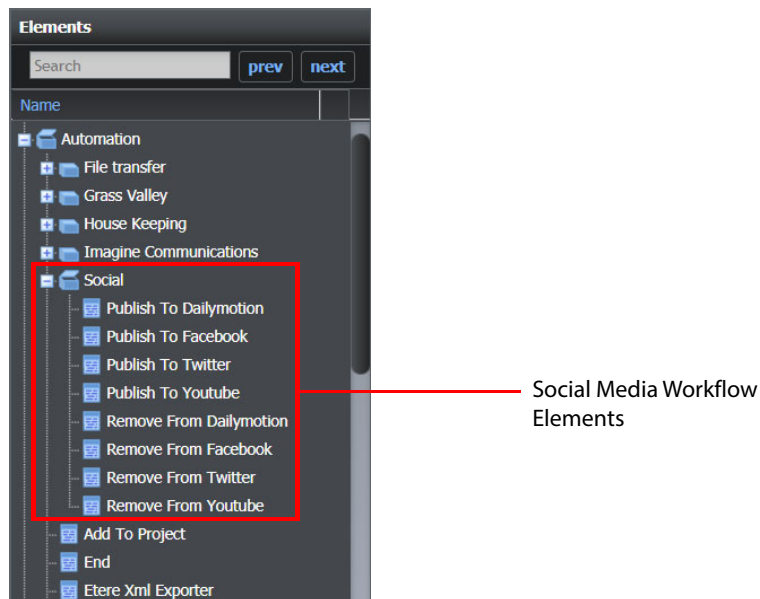 Elements
Search prev next
Name
Automation
File transfer
Grass Valley
House Keeping
Imagine Communications
Social
Publish To Dailymotion
Publish To Facebook
Publish To Twitter
Publish To Youtube
Remove From Dailymotion
Remove From Facebook
Remove From Twitter
Remove From Youtube
Add To Project
End
Etere Xml Exporter
Social Media Workflow
Elements